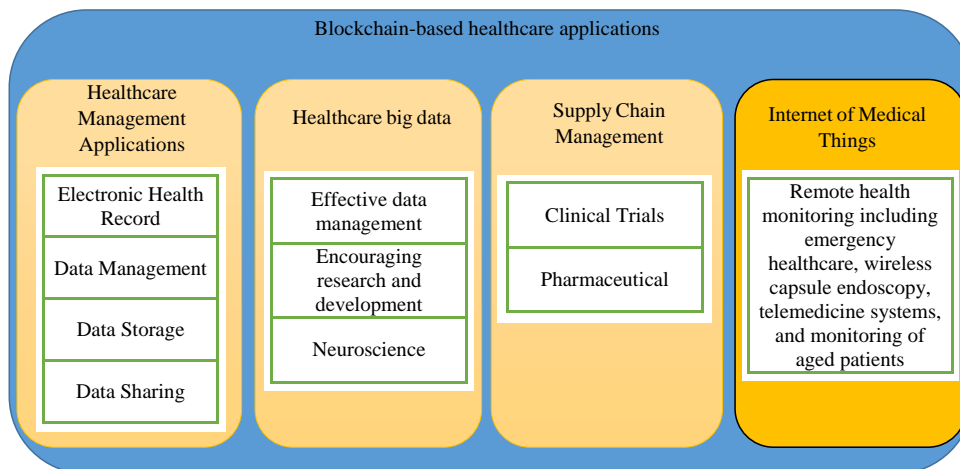 Blockchain-based healthcare applications
Healthcare
Management
Applications
Electronic Health
Record
Data Management
Data Storage
Data Sharing
Healthcare big data
Effective data
management
Encouraging
research and
development
Neuroscience
Supply Chain
Management
Clinical Trials
Pharmaceutical
Internet of Medical
Things
Remote health
monitoring including
emergency
healthcare, wireless
capsule endoscopy,
telemedicine systems,
and monitoring of
aged patients